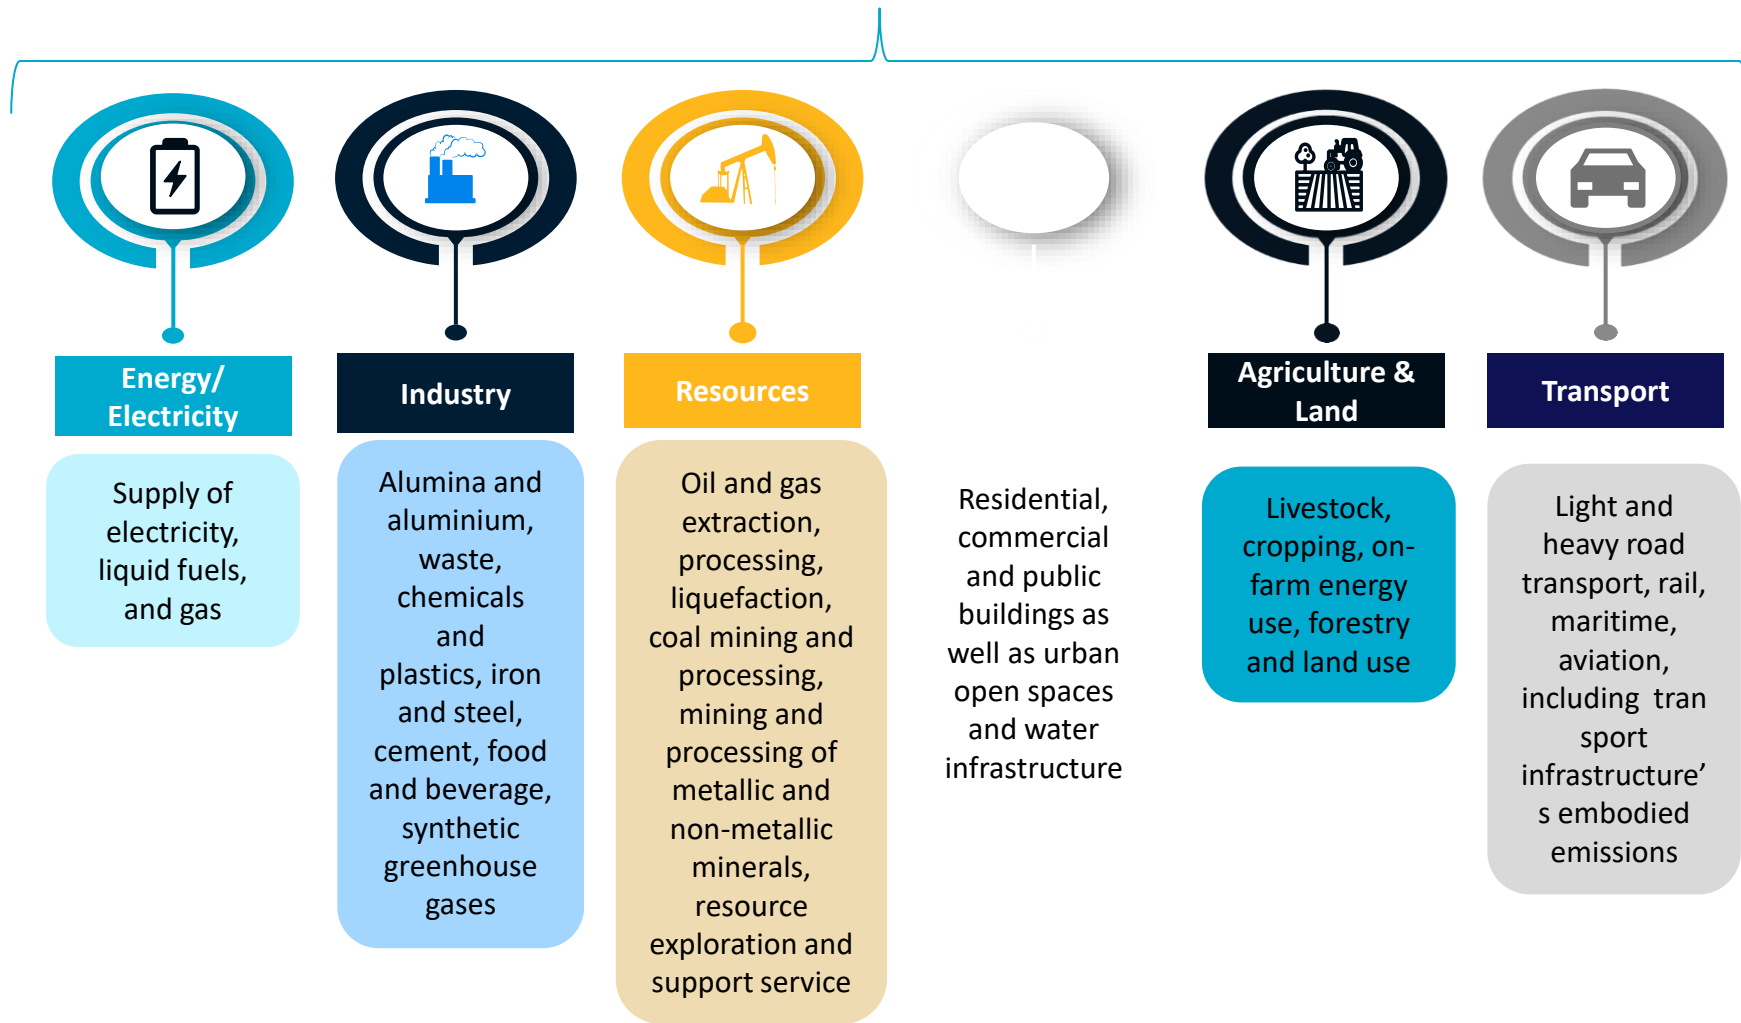 Energy/
Electricity
Supply of
electricity,
liquid fuels,
and gas
Industry
Alumina and
aluminium,
waste,
chemicals
and
plastics, iron
and steel,
cement, food
and beverage,
synthetic
greenhouse
gases
Resources
Oil and gas
extraction,
processing,
liquefaction,
coal mining and
processing,
mining and
processing of
metallic and
non-metallic
minerals,
resource
exploration and
support service
Residential,
commercial
and public
buildings as
well as urban
open spaces
and water
infrastructure
Agriculture &
Land
Livestock,
cropping, on-
farm energy
use, forestry
and land use
Transport
Light and
heavy road
transport, rail,
maritime,
aviation,
including  tran
sport
infrastructure’
s embodied
emissions